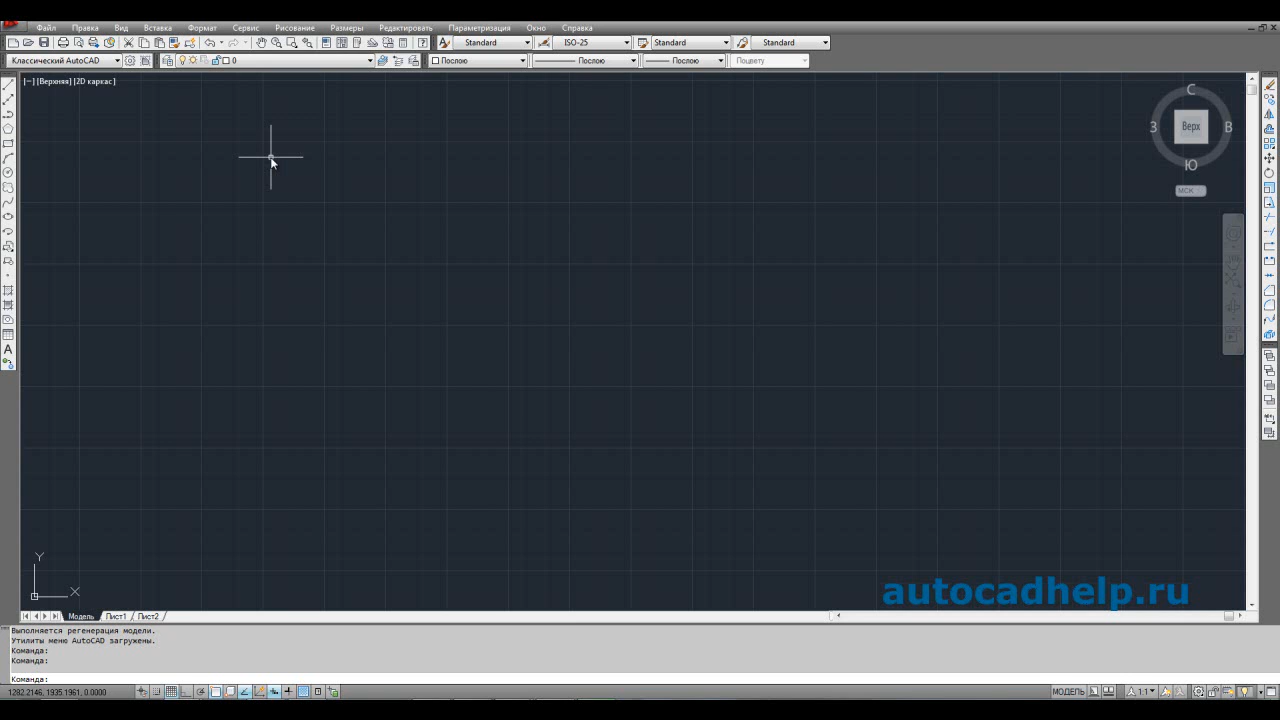 Файл Правка Вид Вставка Формат Сервис Рисование Размеры Редактировать Параметризация Окно Справка
Standard ISO-25 Standard Standard
Классический AutoCAD 0 Послою Послою Послою Поцвету
[−][Верхняя][2D каркас]
С
З Верх В
Ю
МСК
Y
X
autocadhelp.ru
Модель Лист1 Лист2
Выполняется регенерация модели.
Утилиты меню AutoCAD загружены.
Команда:
Команда:
Команда:
1282.2146, 1935.1961, 0.0000 МОДЕЛЬ 1:1